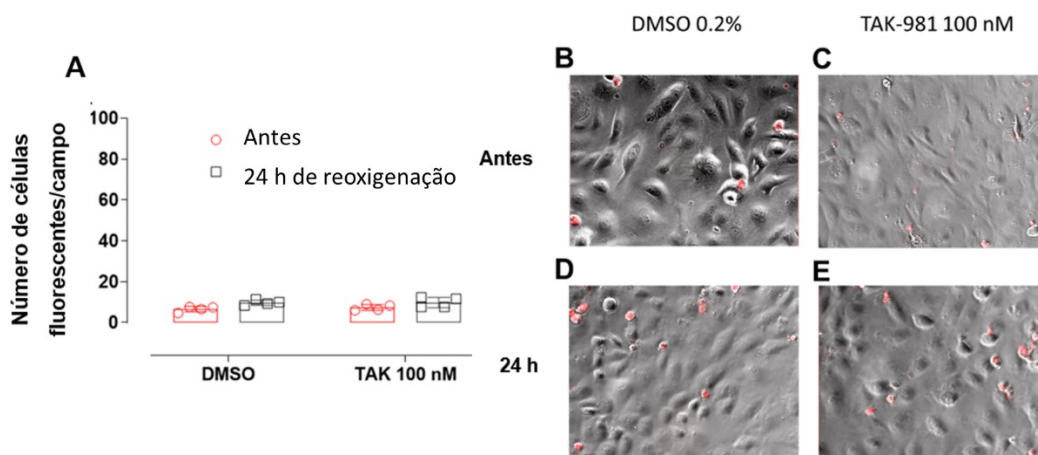 DMSO 0.2%
TAK-981 100 nM
A
B
C
Número de células
fluorescentes/campo
100
80
60
40
20
0
Antes
24 h de reoxigenação
Antes
DMSO
TAK 100 nM
D
E
24 h